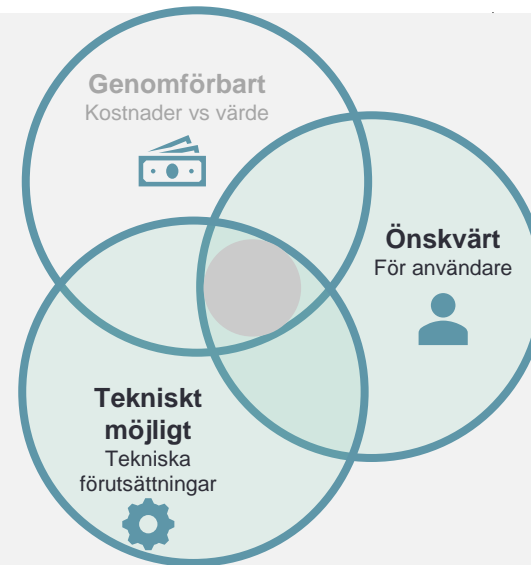 Genomförbart
Kostnader vs värde
Önskvärt
För användare
Tekniskt
möjligt
Tekniska
förutsättningar